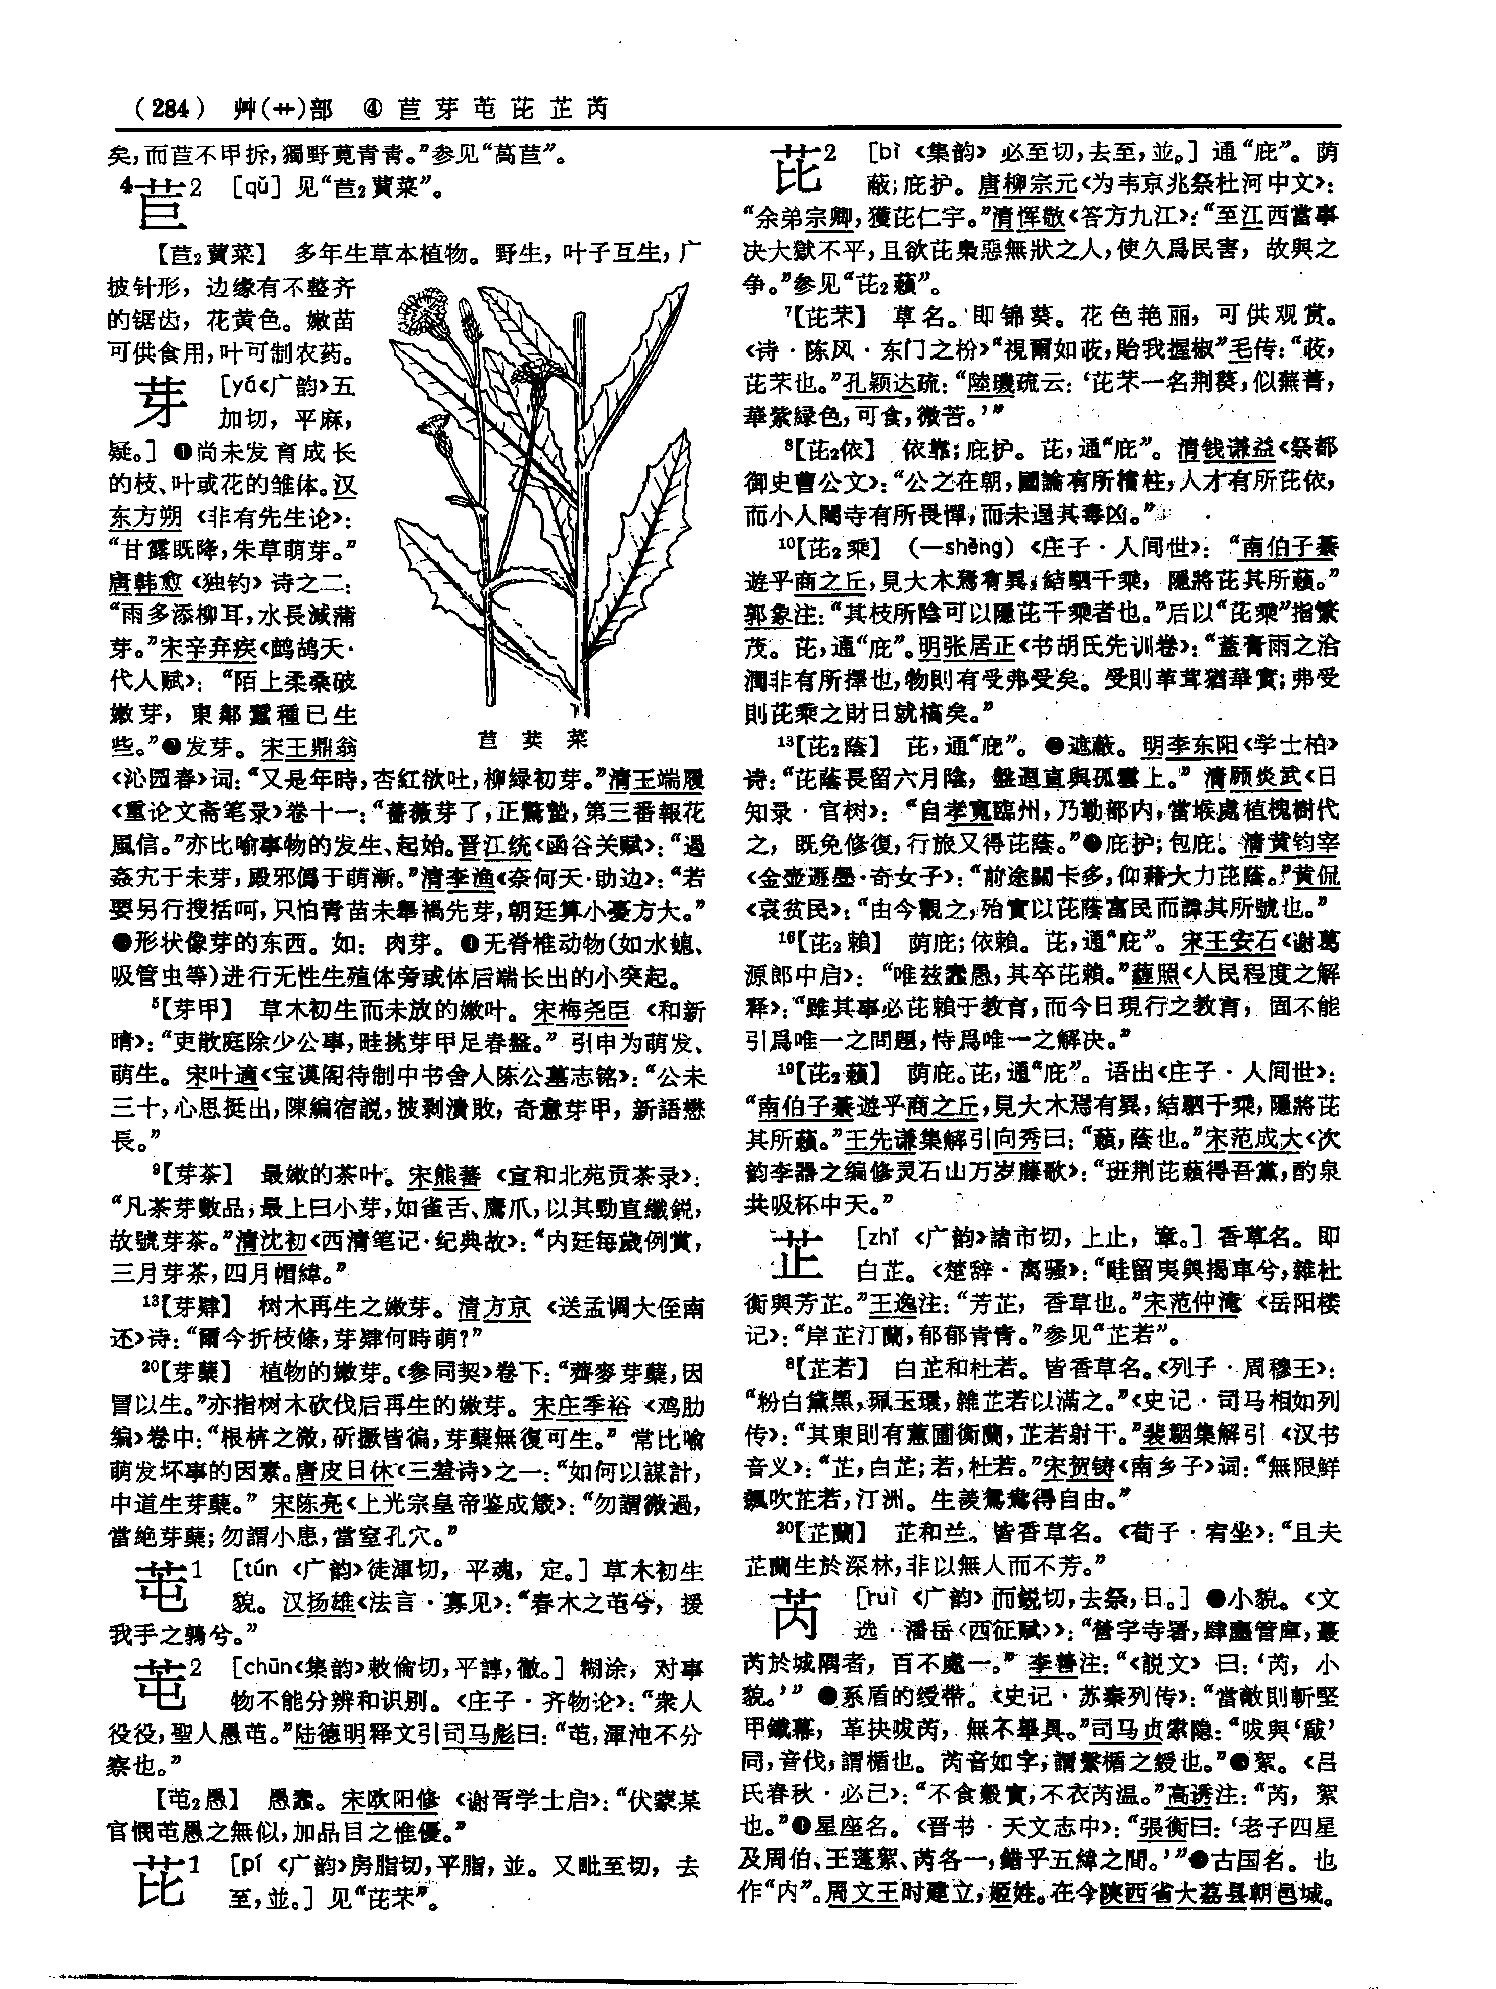 (284) 艸(艹)部 ④ 苣芽芚芘芷芮
矣,而苣不甲拆,獨野莧青青。”参见“萵苣”。
4苣2 [qǔ] 见“苣₂蕒菜”。
【苣₂蕒菜】 多年生草本植物。野生,叶子互生,广
披针形,边缘有不整齐
的锯齿,花黄色。嫩苗
可供食用,叶可制农药。
芽 [yá《广韵》五
加切,平麻,
疑。] ❶尚未发育成长
的枝、叶或花的雏体。汉
东方朔《非有先生论》:
“甘露既降,朱草萌芽。”
唐韩愈《独钓》诗之二:
“雨多添柳耳,水長減蒲
芽。”宋辛弃疾《鹧鸪天·
代人赋》:“陌上柔桑破
嫩芽,東鄰蠶種已生
些。”❷发芽。宋王鼎翁
苣荬菜
《沁园春》词:“又是年時,杏紅欲吐,柳緑初芽。”清王端履
《重论文斋笔录》卷十一:“薔薇芽了,正驚蟄,第三番報花
風信。”亦比喻事物的发生、起始。晋江统《函谷关赋》:“遏
姦宄于未芽,殿邪僞于萌漸。”清李渔《奈何天·助边》:“若
要另行搜括呵,只怕青苗未舉禍先芽,朝廷算小憂方大。”
❸形状像芽的东西。如:肉芽。❹无脊椎动物(如水螅、
吸管虫等)进行无性生殖体旁或体后端长出的小突起。
⁵【芽甲】 草木初生而未放的嫩叶。宋梅尧臣《和新
晴》:“吏散庭除少公事,畦挑芽甲足春盤。”引申为萌发、
萌生。宋叶適《宝谟阁待制中书舍人陈公墓志铭》:“公未
三十,心思挺出,陳編宿説,披剥潰敗,奇意芽甲,新語懋
長。”
⁹【芽茶】 最嫩的茶叶。宋熊蕃《宣和北苑贡茶录》:
“凡茶芽數品,最上曰小芽,如雀舌、鷹爪,以其勁直纖鋭,
故號芽茶。”清沈初《西清笔记·纪典故》:“内廷每歲例賞,
三月芽茶,四月帽緯。”
¹³【芽肄】 树木再生之嫩芽。清方京《送孟调大侄南
还》诗:“爾今折枝條,芽肄何時萌?”
²⁰【芽蘖】 植物的嫩芽。《参同契》卷下:“薺麥芽蘖,因
冒以生。”亦指树木砍伐后再生的嫩芽。宋庄季裕《鸡肋
编》卷中:“根枿之微,斫撅皆徧,芽蘖無復可生。”常比喻
萌发坏事的因素。唐皮日休《三羞诗》之一:“如何以謀計,
中道生芽蘖。”宋陈亮《上光宗皇帝鉴成箴》:“勿謂微過,
當絶芽蘖;勿謂小患,當窒孔穴。”
芚1 [tún《广韵》徒渾切,平魂,定。] 草木初生
貌。汉扬雄《法言·寡见》:“春木之芚兮,援
我手之鶉兮。”
芚2 [chūn《集韵》敕倫切,平諄,徹。] 糊涂,对事
物不能分辨和识别。《庄子·齐物论》:“衆人
役役,聖人愚芚。”陆德明释文引司马彪曰:“芚,渾沌不分
察也。”
【芚₂愚】 愚蠢。宋欧阳修《谢胥学士启》:“伏蒙某
官憫芚愚之無似,加品目之惟優。”
芘1 [pí《广韵》房脂切,平脂,並。又毗至切,去
至,並。] 见“芘芣”。
芘2 [bì《集韵》必至切,去至,並。] 通“庇”。荫
蔽;庇护。唐柳宗元《为韦京兆祭杜河中文》:
“余弟宗卿,獲芘仁宇。”清恽敬《答方九江》:“至江西當事
决大獄不平,且欲芘梟惡無狀之人,使久爲民害,故與之
争。”参见“芘₂蘈”。
⁷【芘芣】 草名。即锦葵。花色艳丽,可供观赏。
《诗·陈风·东门之枌》“視爾如荍,貽我握椒”毛传:“荍,
芘芣也。”孔颖达疏:“陸璣疏云:‘芘芣一名荆葵,似蕪菁,
華紫緑色,可食,微苦。’”
⁸【芘₂依】 依靠;庇护。芘,通“庇”。清钱谦益《祭都
御史曹公文》:“公之在朝,國論有所榰柱,人才有所芘依,
而小人閹寺有所畏憚,而未逞其毒凶。”
¹⁰【芘₂乘】 (—shèng)《庄子·人间世》:“南伯子綦
遊乎商之丘,見大木焉有異,結駟千乘,隱將芘其所藾。”
郭象注:“其枝所陰可以隱芘千乘者也。”后以“芘乘”指繁
茂。芘,通“庇”。明张居正《书胡氏先训卷》:“蓋膏雨之洽
潤非有所擇也,物則有受弗受矣。受則萃茸猶華實;弗受
則芘乘之財日就槁矣。”
¹³【芘₂蔭】 芘,通“庇”。❶遮蔽。明李东阳《学士柏》
诗:“芘蔭長留六月陰,盤迴直與孤雲上。”清顾炎武《日
知录·官树》:“自孝寬臨州,乃勒部内,當堠處植槐樹代
之,既免修復,行旅又得芘蔭。”❷庇护;包庇。清黄钧宰
《金壶遯墨·奇女子》:“前途關卡多,仰藉大力芘蔭。”黄侃
《哀贫民》:“由今觀之,殆實以芘蔭富民而諱其所號也。”
¹⁶【芘₂賴】 荫庇;依赖。芘,通“庇”。宋王安石《谢葛
源郎中启》:“唯兹蠢愚,其卒芘賴。”蘧照《人民程度之解
释》:“雖其事必芘賴于教育,而今日現行之教育,固不能
引爲唯一之問題,恃爲唯一之解决。”
¹⁹【芘₂藾】 荫庇。芘,通“庇”。语出《庄子·人间世》:
“南伯子綦遊乎商之丘,見大木焉有異,結駟千乘,隱將芘
其所藾。”王先谦集解引向秀曰:“藾,蔭也。”宋范成大《次
韵李器之编修灵石山万岁藤歌》:“班荆芘藾得吾黨,酌泉
共吸杯中天。”
芷 [zhǐ《广韵》諸市切,上止,章。] 香草名。即
白芷。《楚辞·离骚》:“畦留夷與揭車兮,雜杜
衡與芳芷。”王逸注:“芳芷,香草也。”宋范仲淹《岳阳楼
记》:“岸芷汀蘭,郁郁青青。”参见“芷若”。
⁸【芷若】 白芷和杜若。皆香草名。《列子·周穆王》:
“粉白黛黑,珮玉環,雜芷若以滿之。”《史记·司马相如列
传》:“其東則有蕙圃衡蘭,芷若射干。”裴駰集解引《汉书
音义》:“芷,白芷;若,杜若。”宋贺铸《南乡子》词:“無限鮮
飆吹芷若,汀洲。生羨鴛鴦得自由。”
²⁰【芷蘭】 芷和兰。皆香草名。《荀子·宥坐》:“且夫
芷蘭生於深林,非以無人而不芳。”
芮 [ruì《广韵》而鋭切,去祭,日。] ❶小貌。《文
选·潘岳〈西征赋〉》:“營宇寺署,肆廛管庫,蕞
芮於城隅者,百不處一。”李善注:“《説文》曰:‘芮,小
貌。’”❷系盾的绶带。《史记·苏秦列传》:“當敵則斬堅
甲鐵幕,革抉㕹芮,無不畢具。”司马贞索隐:“㕹與‘瞂’
同,音伐,謂楯也。芮音如字,謂繫楯之綬也。”❸絮。《吕
氏春秋·必己》:“不食穀實,不衣芮温。”高诱注:“芮,絮
也。”❹星座名。《晋书·天文志中》:“張衡曰:‘老子四星
及周伯、王蓬絮、芮各一,錯乎五緯之間。’”❺古国名。也
作“内”。周文王时建立,姬姓。在今陕西省大荔县朝邑城。